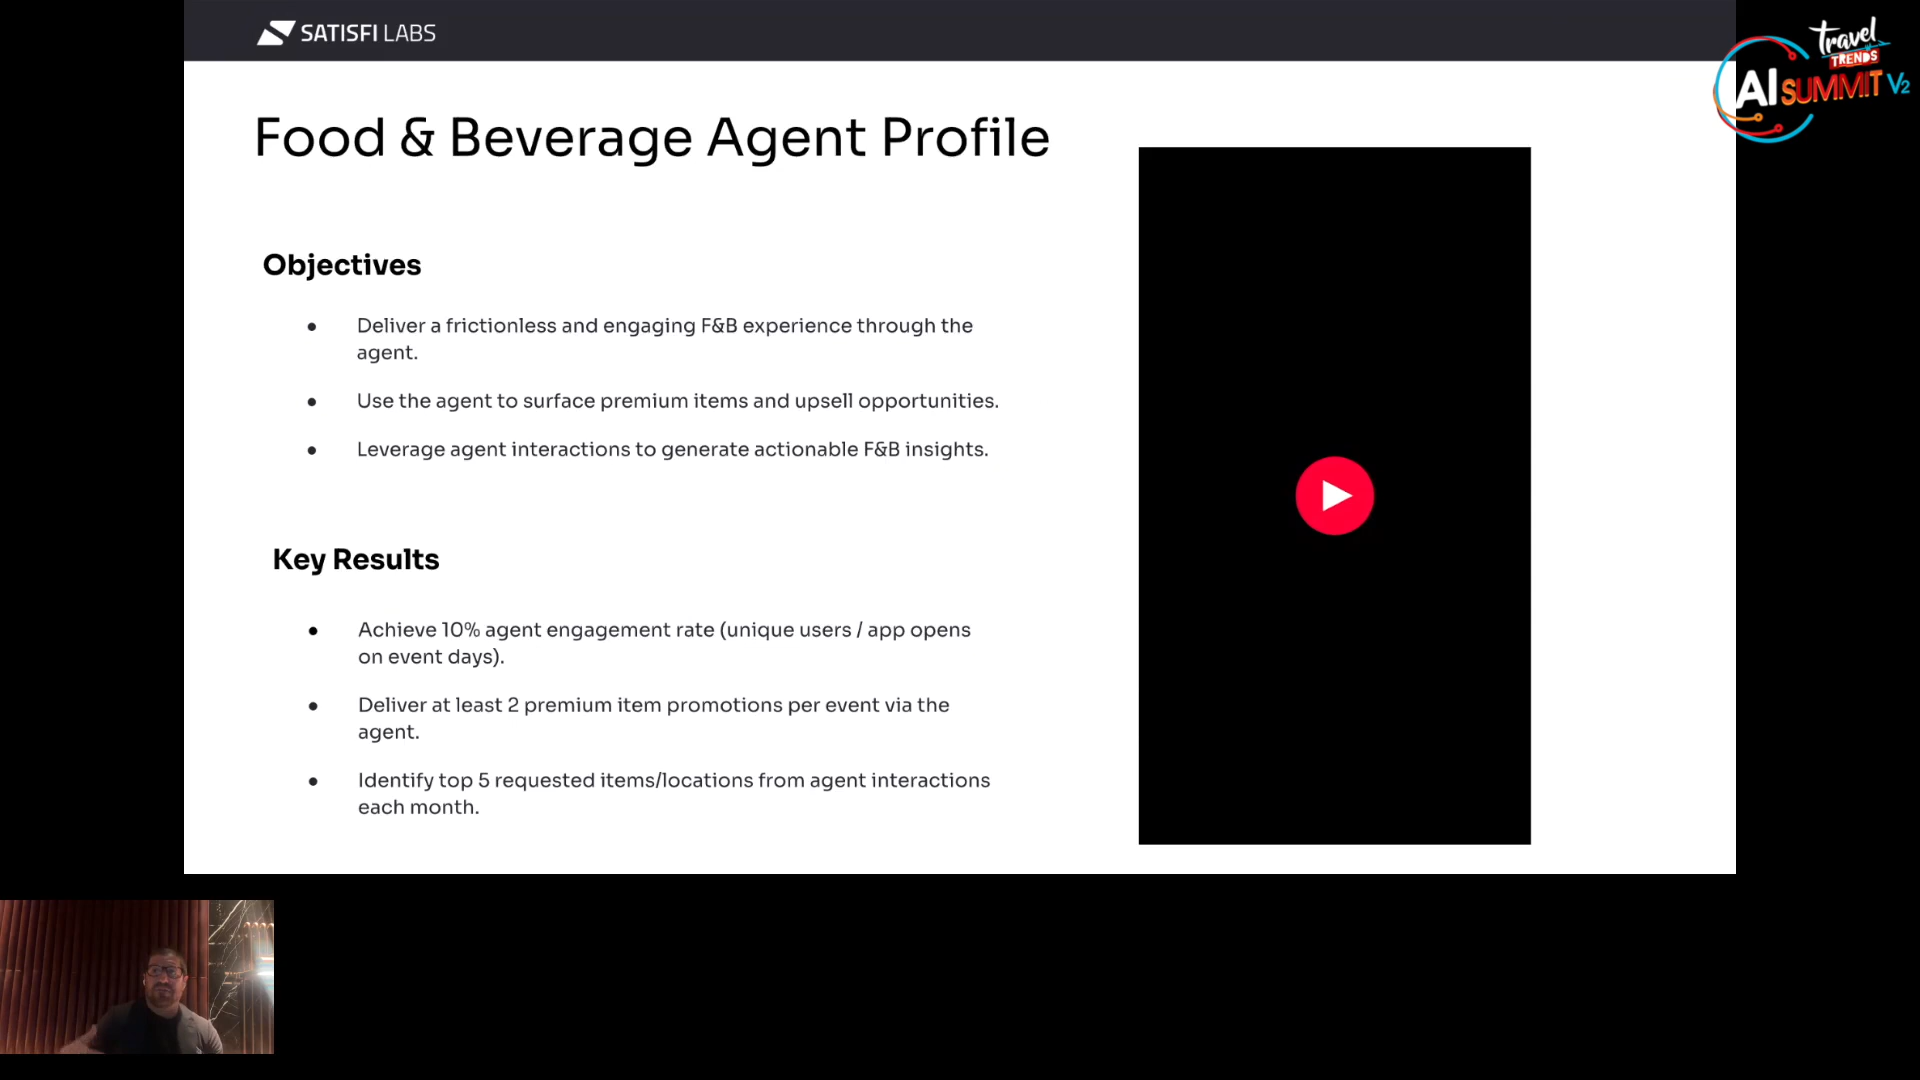 SATISFI LABS
travel
TRENDS
AI SUMMIT V2
Food & Beverage Agent Profile
Objectives
● Deliver a frictionless and engaging F&B experience through the
agent.
● Use the agent to surface premium items and upsell opportunities.
● Leverage agent interactions to generate actionable F&B insights.
Key Results
● Achieve 10% agent engagement rate (unique users / app opens
on event days).
● Deliver at least 2 premium item promotions per event via the
agent.
● Identify top 5 requested items/locations from agent interactions
each month.